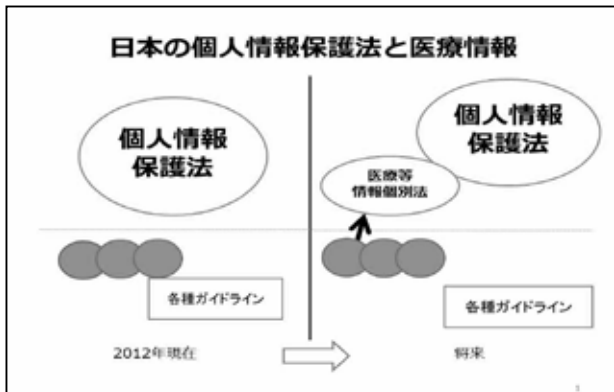 日本の個人情報保護法と医療情報
個人情報
保護法
各種ガイドライン
2012年現在
個人情報
保護法
医療等
情報個別法
各種ガイドライン
将来
1